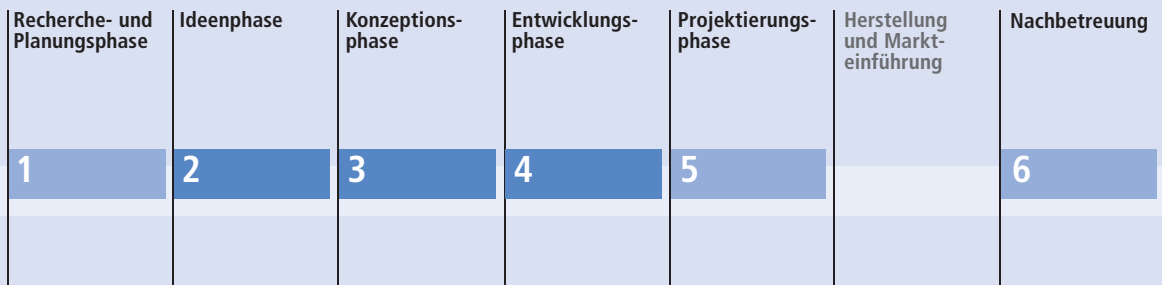 Recherche- und
Planungsphase
Ideenphase
Konzeptions-
phase
Entwicklungs-
phase
Projektierungs-
phase
Herstellung
und Markt-
einführung
Nachbetreuung
1
2
3
4
5
6